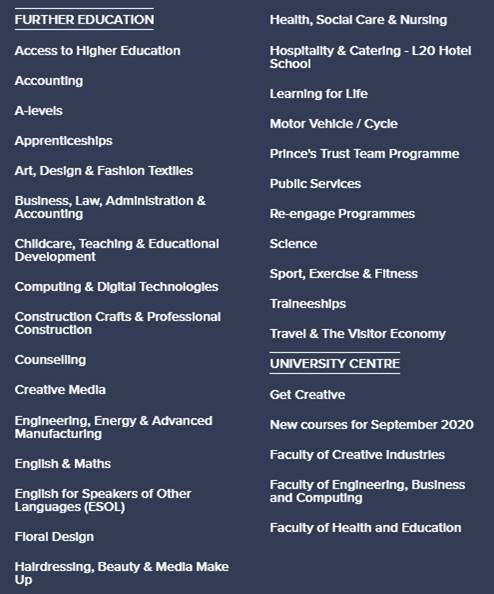 FURTHER EDUCATION
Access to Higher Education
Accounting
A-levels
Apprenticeships
Art, Design & Fashion Textiles
Business, Law, Administration &
Accounting
Childcare, Teaching & Educational
Development
Computing & Digital Technologies
Construction Crafts & Professional
Construction
Counselling
Creative Media
Engineering, Energy & Advanced
Manufacturing
English & Maths
English for Speakers of Other
Languages (ESOL)
Floral Design
Hairdressing, Beauty & Media Make
Up
Health, Social Care & Nursing
Hospitality & Catering - L20 Hotel
School
Learning for Life
Motor Vehicle / Cycle
Prince's Trust Team Programme
Public Services
Re-engage Programmes
Science
Sport, Exercise & Fitness
Traineeships
Travel & The Visitor Economy
UNIVERSITY CENTRE
Get Creative
New courses for September 2020
Faculty of Creative Industries
Faculty of Engineering, Business
and Computing
Faculty of Health and Education